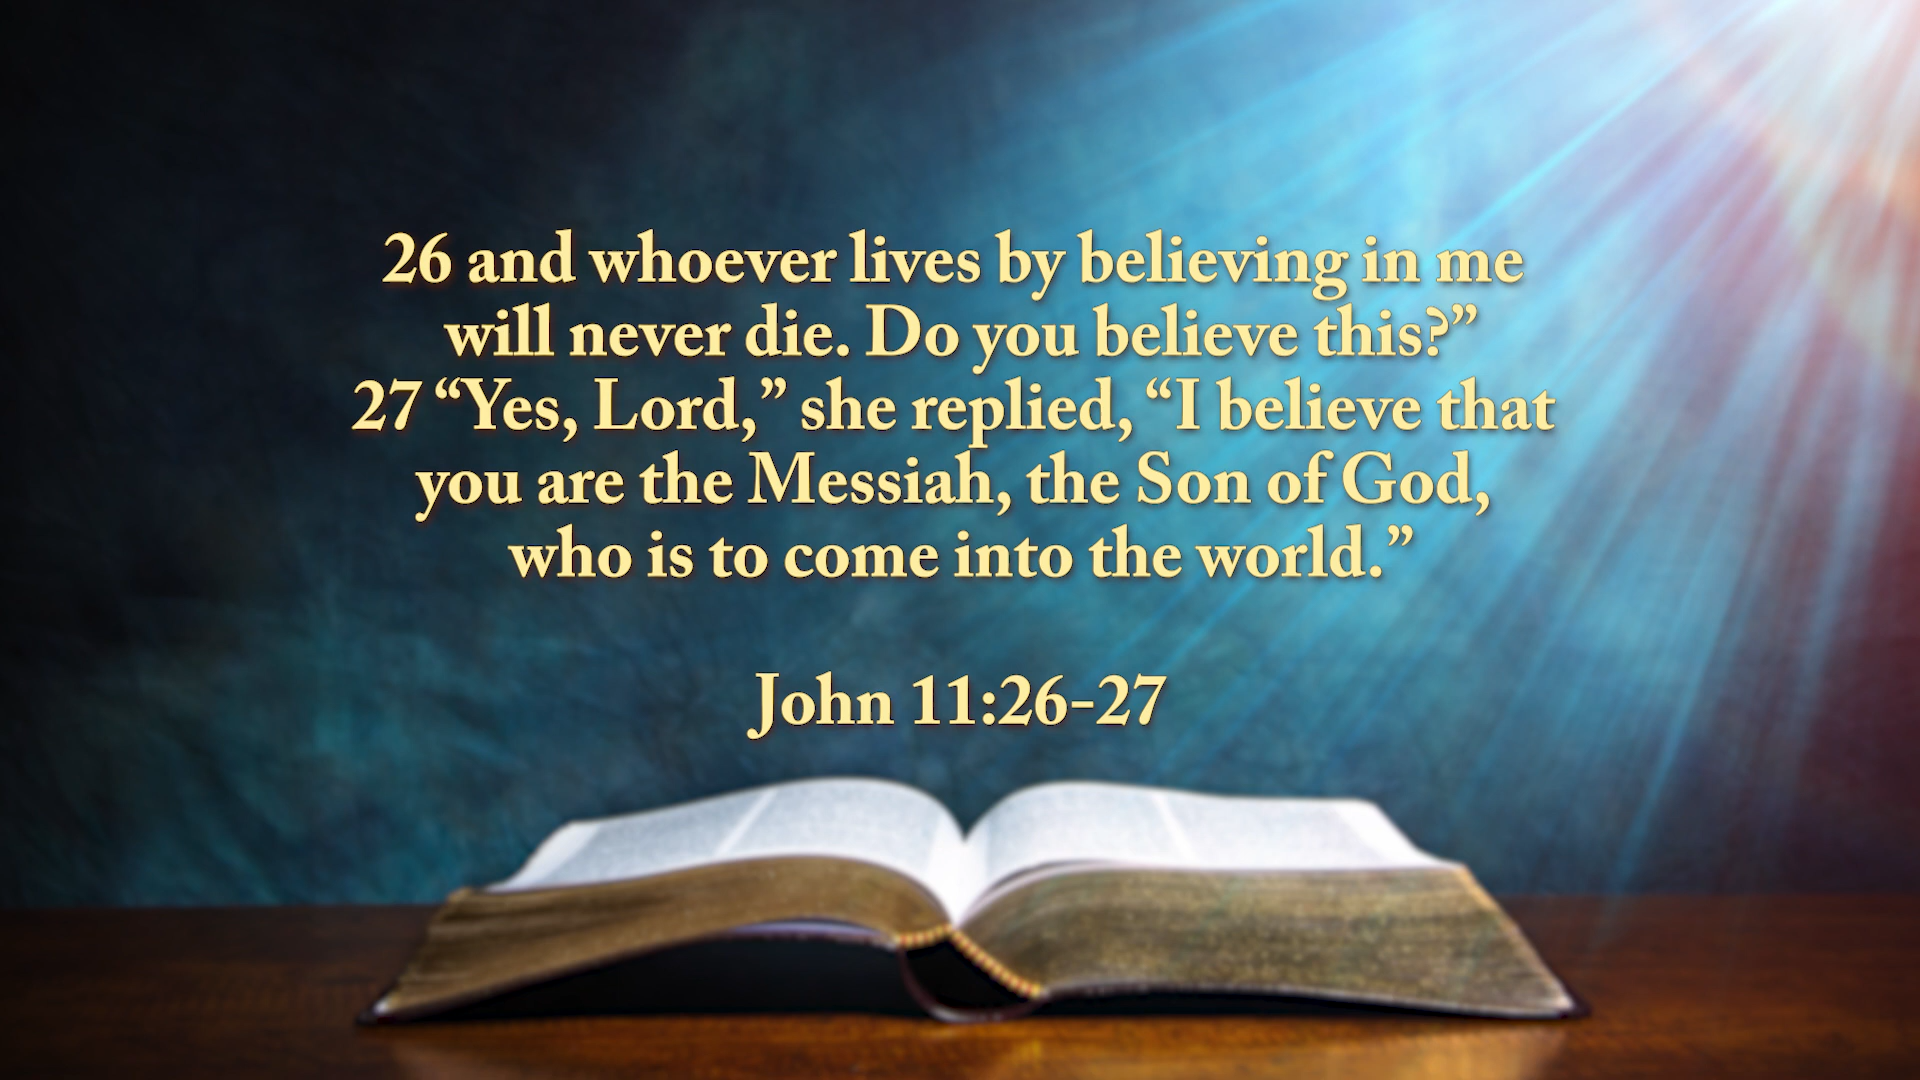 26 and whoever lives by believing in me
will never die. Do you believe this?”
27 “Yes, Lord,” she replied, “I believe that
you are the Messiah, the Son of God,
who is to come into the world.”
John 11:26-27